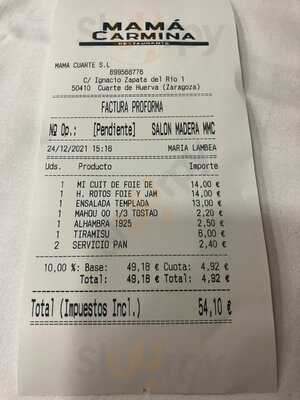 MAMÁ
CARMINA
RESTAURANTE
MAMA CUARTE S.L
699568776
C/ Ignacio Zapata del Rio 1
50410 Cuarte de Huerva (Zaragoza)
FACTURA PROFORMA
Nº Op.: [Pendiente] SALON MADERA MMC
24/12/2021 15:16 MARIA LAMBEA
Uds. Producto Importe
1 MI CUIT DE FOIE DE 14,00 €
1 H. ROTOS FOIE Y JAM 14,00 €
1 ENSALADA TEMPLADA 13,00 €
1 MAHOU 00 1/3 TOSTAD 2,20 €
1 ALHAMBRA 1925 2,50 €
1 TIRAMISU 6,00 €
2 SERVICIO PAN 2,40 €
10,00 %: Base: 49,18 € Cuota: 4,92 €
Total: 49,18 € Total: 4,92 €
Total (Impuestos Incl.) 54,10 €